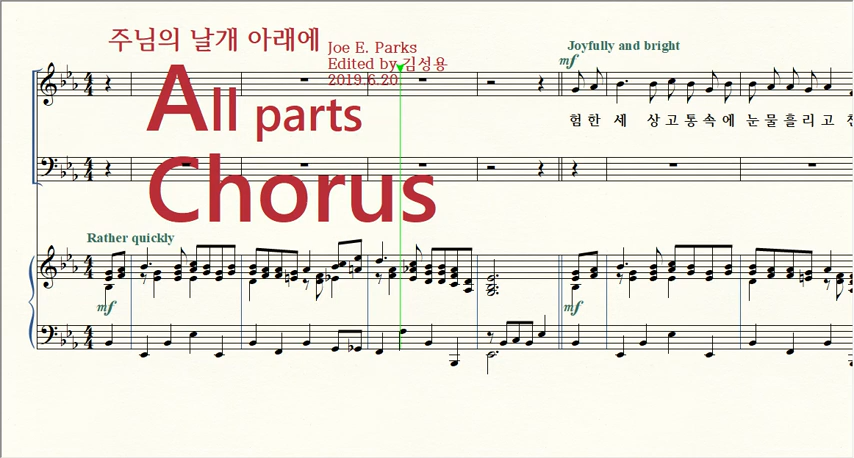 주님의 날개 아래에
Joe E. Parks
Edited by 김성용
2019.6.20
All parts
Chorus
Joyfully and bright
mf
험 한 세 상 고 통 속 에 눈 물 흘 리 고
Rather quickly
mf
mf